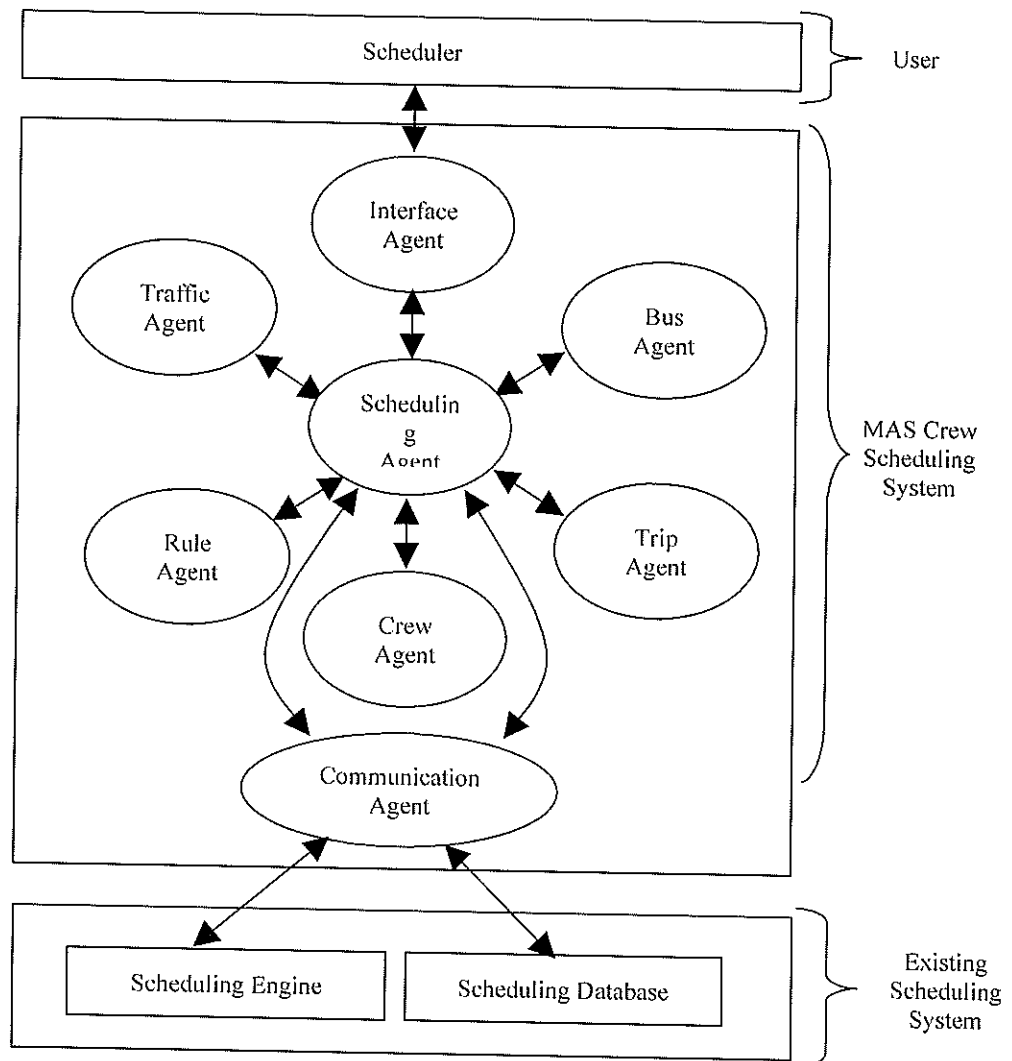 Scheduler
User
Interface
Agent
Traffic
Agent
Bus
Agent
Schedulin
g
Agent
MAS Crew
Scheduling
System
Rule
Agent
Trip
Agent
Crew
Agent
Communication
Agent
Scheduling Engine
Scheduling Database
Existing
Scheduling
System